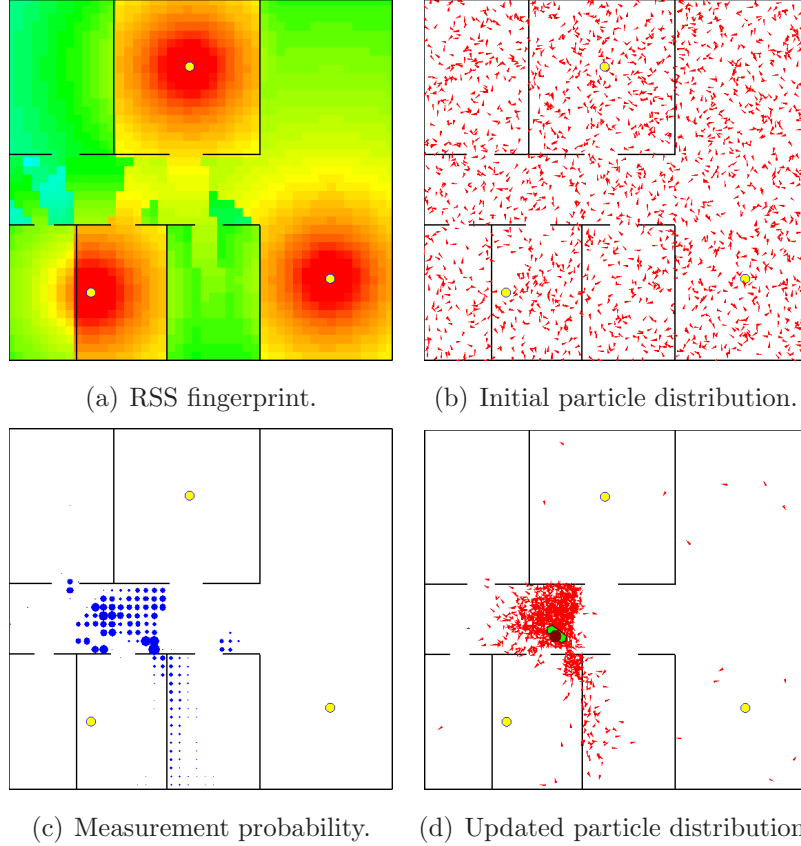 (a) RSS fingerprint.
(b) Initial particle distribution.
(c) Measurement probability.
(d) Updated particle distribution